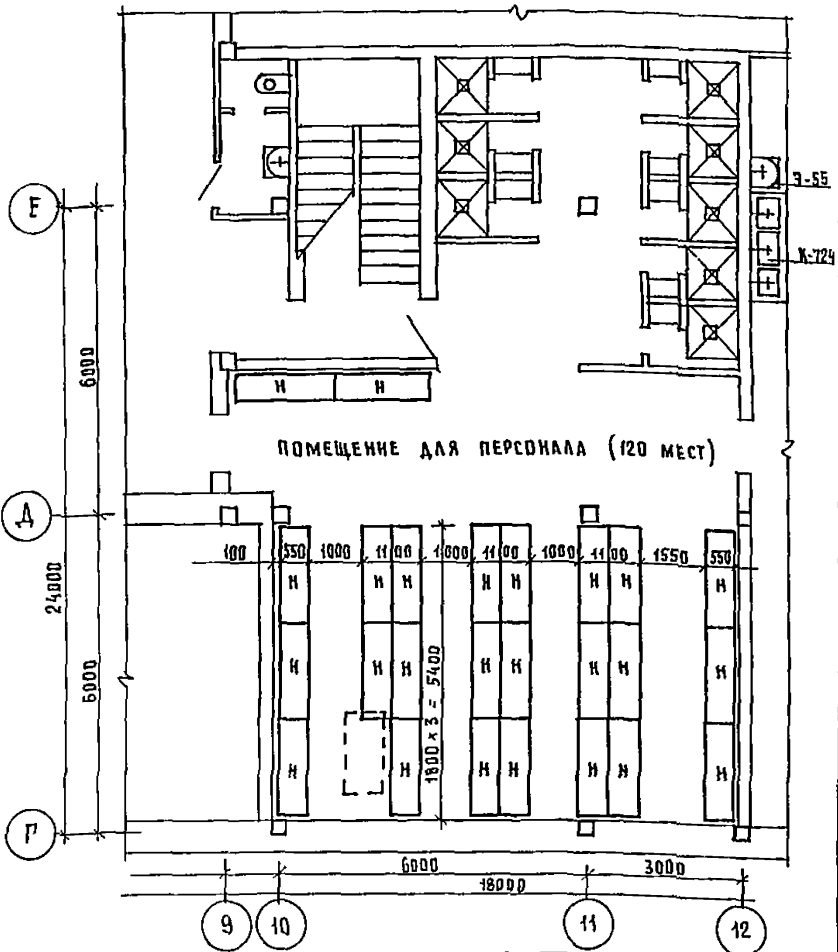 Э-55
Е
К-724
6000
Н Н
ПОМЕЩЕНИЕ ДЛЯ ПЕРСОНАЛА (120 МЕСТ)
Д
100 550 1000 1100 1000 1100 1000 1100 1550 550
Н Н Н Н Н Н Н Н
24000
6000
Н Н Н Н Н Н Н Н
1800 × 3 = 5400
Н Н Н Н Н Н Н
Г
6000 3000
18000
9 10 11 12